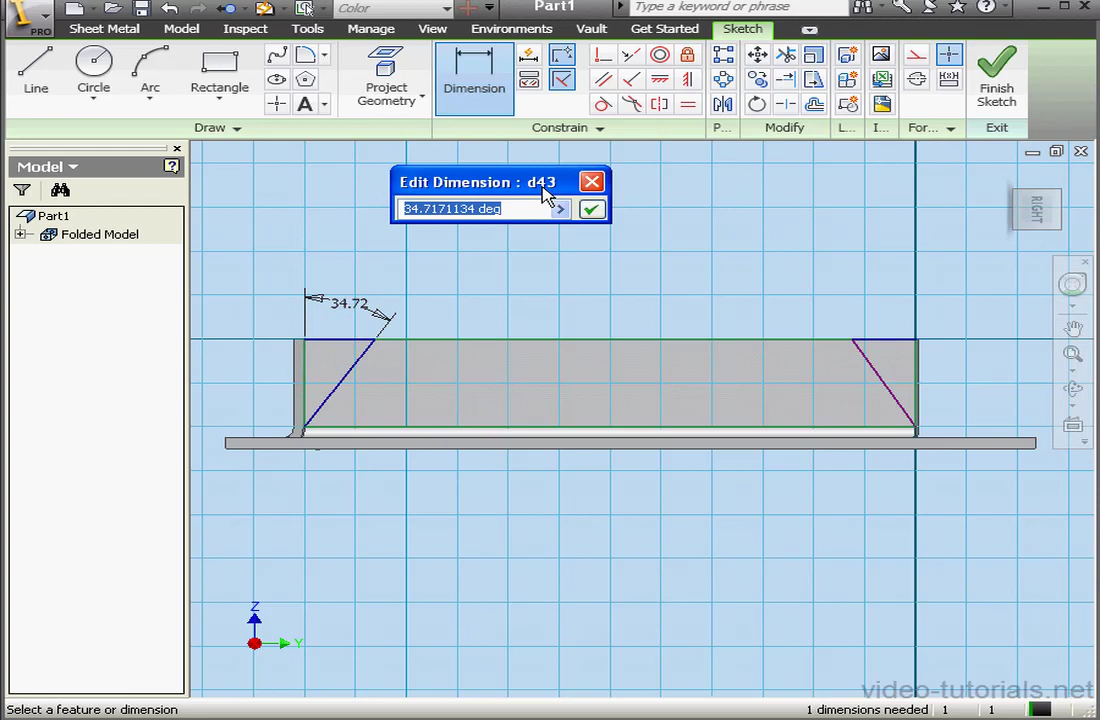 Color
Part1
Type a keyword or phrase
PRO
Sheet Metal
Model
Inspect
Tools
Manage
View
Environments
Vault
Get Started
Sketch
Line
Circle
Arc
Rectangle
Project Geometry
Dimension
Finish Sketch
Draw
Constrain
P...
Modify
L...
I...
For...
Exit
Model
Part1
Folded Model
Edit Dimension : d43
34.7171134 deg
RIGHT
34.72
Z
Y
video-tutorials.net
Select a feature or dimension
1 dimensions needed
1
1